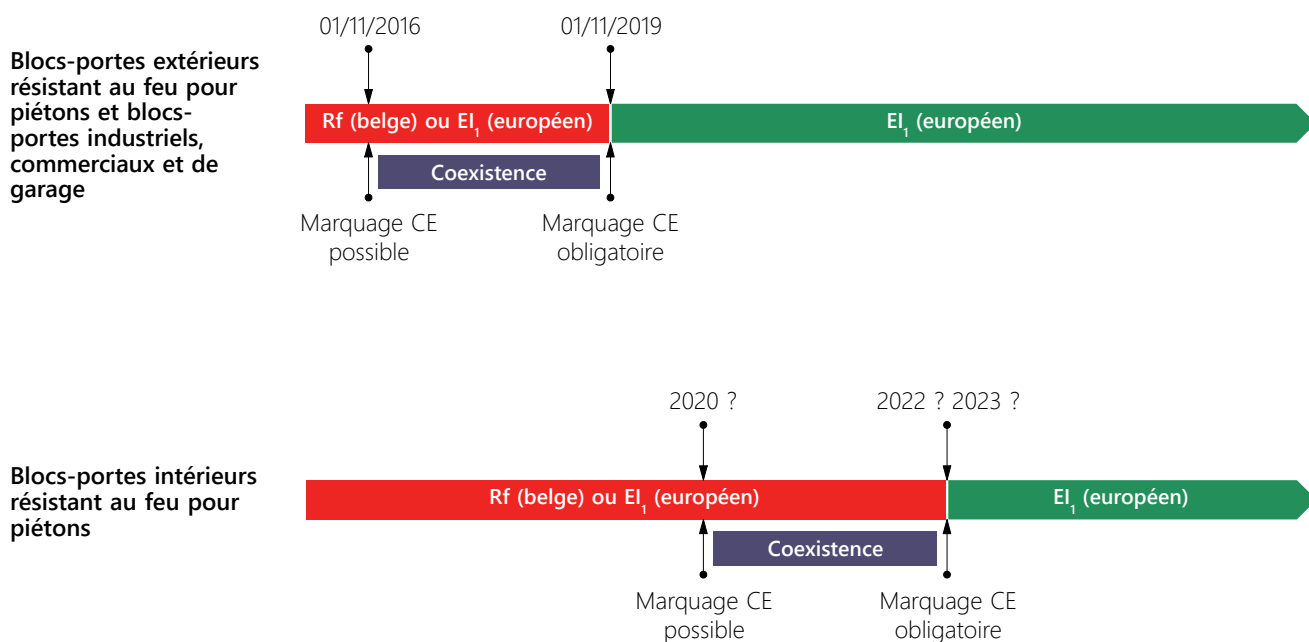 01/11/2016
01/11/2019
Blocs-portes extérieurs
résistant au feu pour
piétons et blocs-
portes industriels,
commerciaux et de
garage
Rf (belge) ou EI₁ (européen)
EI₁ (européen)
Coexistence
Marquage CE
possible
Marquage CE
obligatoire
2020 ?
2022 ? 2023 ?
Blocs-portes intérieurs
résistant au feu pour
piétons
Rf (belge) ou EI₁ (européen)
EI₁ (européen)
Coexistence
Marquage CE
possible
Marquage CE
obligatoire